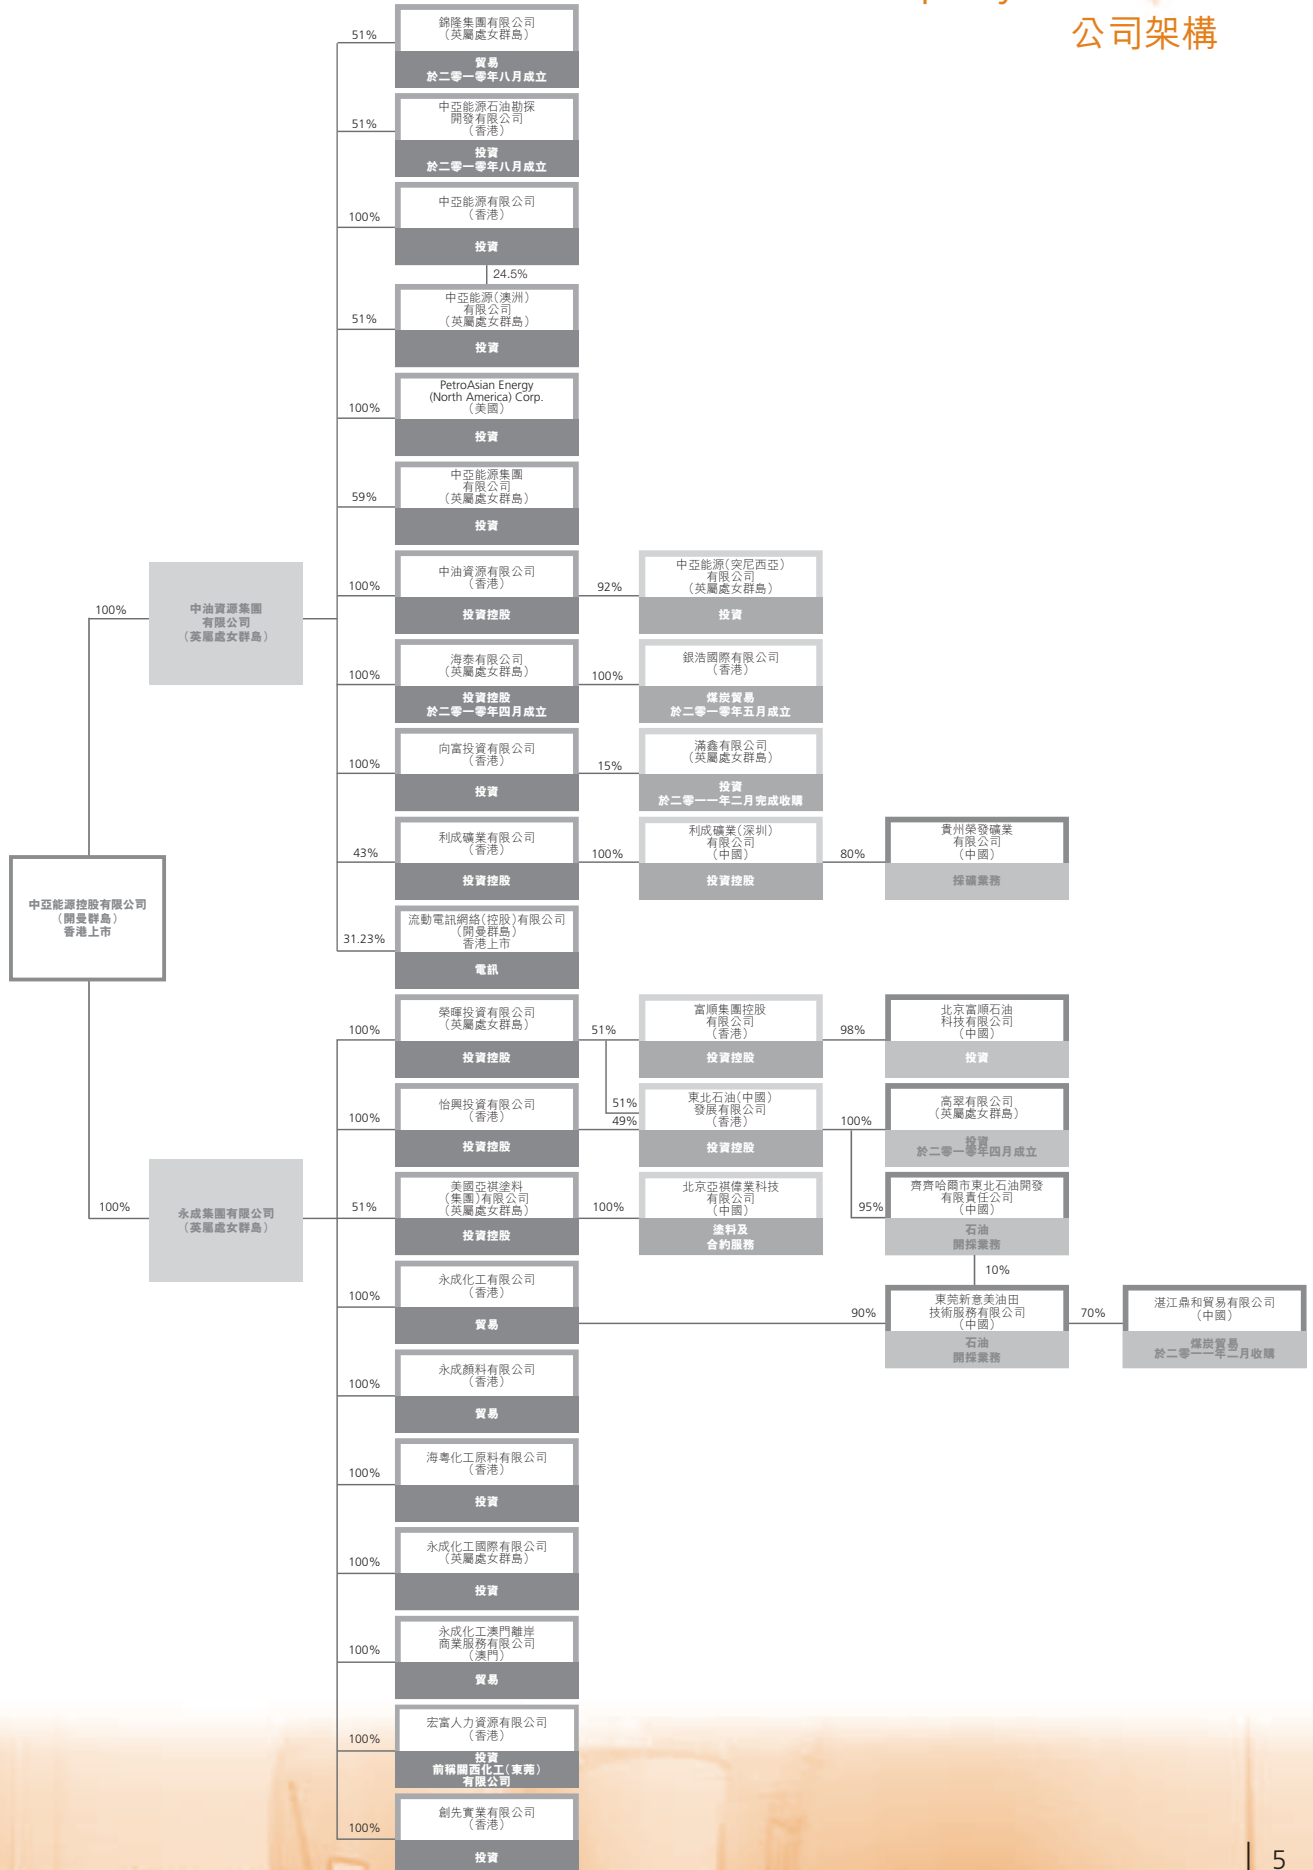 公司架構
51%
錦隆集團有限公司
（英屬處女群島）
貿易
於二零一零年八月成立
51%
中亞能源石油勘探
開發有限公司
（香港）
投資
於二零一零年八月成立
100%
中亞能源有限公司
（香港）
投資
24.5%
51%
中亞能源（澳洲）
有限公司
（英屬處女群島）
投資
100%
PetroAsian Energy
(North America) Corp.
（美國）
投資
59%
中亞能源集團
有限公司
（英屬處女群島）
投資
100%
中油資源集團
有限公司
（英屬處女群島）
100%
中油資源有限公司
（香港）
投資控股
92%
中亞能源（突尼西亞）
有限公司
（英屬處女群島）
投資
100%
海泰有限公司
（英屬處女群島）
投資控股
於二零一零年四月成立
100%
銀浩國際有限公司
（香港）
煤炭貿易
於二零一零年五月成立
100%
向富投資有限公司
（香港）
投資
15%
滿鑫有限公司
（英屬處女群島）
投資
於二零一一年二月完成收購
43%
利成礦業有限公司
（香港）
投資控股
100%
利成礦業（深圳）
有限公司
（中國）
投資控股
80%
貴州榮發礦業
有限公司
（中國）
採礦業務
中亞能源控股有限公司
（開曼群島）
香港上市
31.23%
流動電訊網絡（控股）有限公司
（開曼群島）
香港上市
電訊
100%
榮暉投資有限公司
（英屬處女群島）
投資控股
51%
富順集團控股
有限公司
（香港）
投資控股
98%
北京富順石油
科技有限公司
（中國）
投資
100%
怡興投資有限公司
（香港）
投資控股
51%
49%
東北石油（中國）
發展有限公司
（香港）
投資控股
100%
高翠有限公司
（英屬處女群島）
投資
於二零一零年四月成立
100%
永成集團有限公司
（英屬處女群島）
51%
美國亞祺塗料
（集團）有限公司
（英屬處女群島）
投資控股
100%
北京亞祺偉業科技
有限公司
（中國）
塗料及
合約服務
95%
齊齊哈爾市東北石油開發
有限責任公司
（中國）
石油
開採業務
10%
100%
永成化工有限公司
（香港）
貿易
90%
東莞新意美油田
技術服務有限公司
（中國）
石油
開採業務
70%
湛江鼎和貿易有限公司
（中國）
煤炭貿易
於二零一一年二月收購
100%
永成顏料有限公司
（香港）
貿易
100%
海粵化工原料有限公司
（香港）
投資
100%
永成化工國際有限公司
（英屬處女群島）
投資
100%
永成化工澳門離岸
商業服務有限公司
（澳門）
貿易
100%
宏富人力資源有限公司
（香港）
投資
前稱關西化工（東莞）
有限公司
100%
創先實業有限公司
（香港）
投資
5